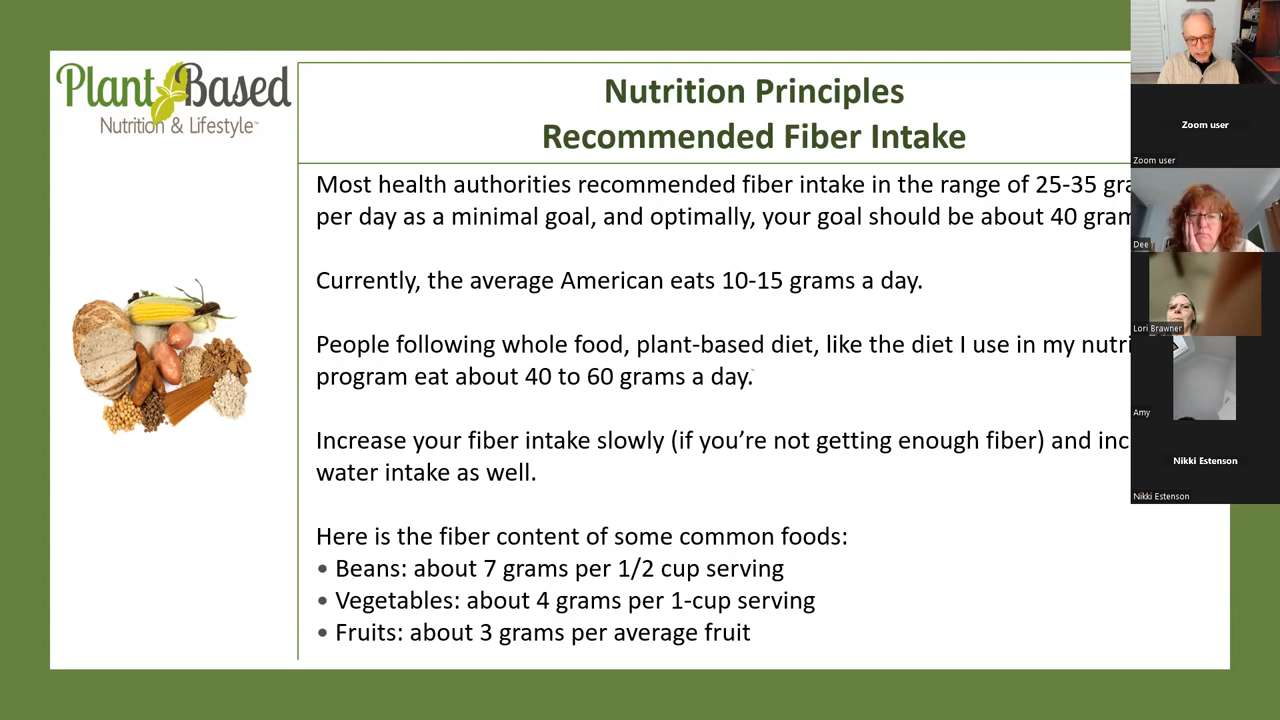 Plant Based
Nutrition & Lifestyle™
Nutrition Principles
Recommended Fiber Intake
Most health authorities recommended fiber intake in the range of 25-35 gra
per day as a minimal goal, and optimally, your goal should be about 40 gram
Currently, the average American eats 10-15 grams a day.
People following whole food, plant-based diet, like the diet I use in my nutri
program eat about 40 to 60 grams a day.
Increase your fiber intake slowly (if you’re not getting enough fiber) and inc
water intake as well.
Here is the fiber content of some common foods:
• Beans: about 7 grams per 1/2 cup serving
• Vegetables: about 4 grams per 1-cup serving
• Fruits: about 3 grams per average fruit
Zoom user
Zoom user
Dee
Lori Brawner
Amy
Nikki Estenson
Nikki Estenson